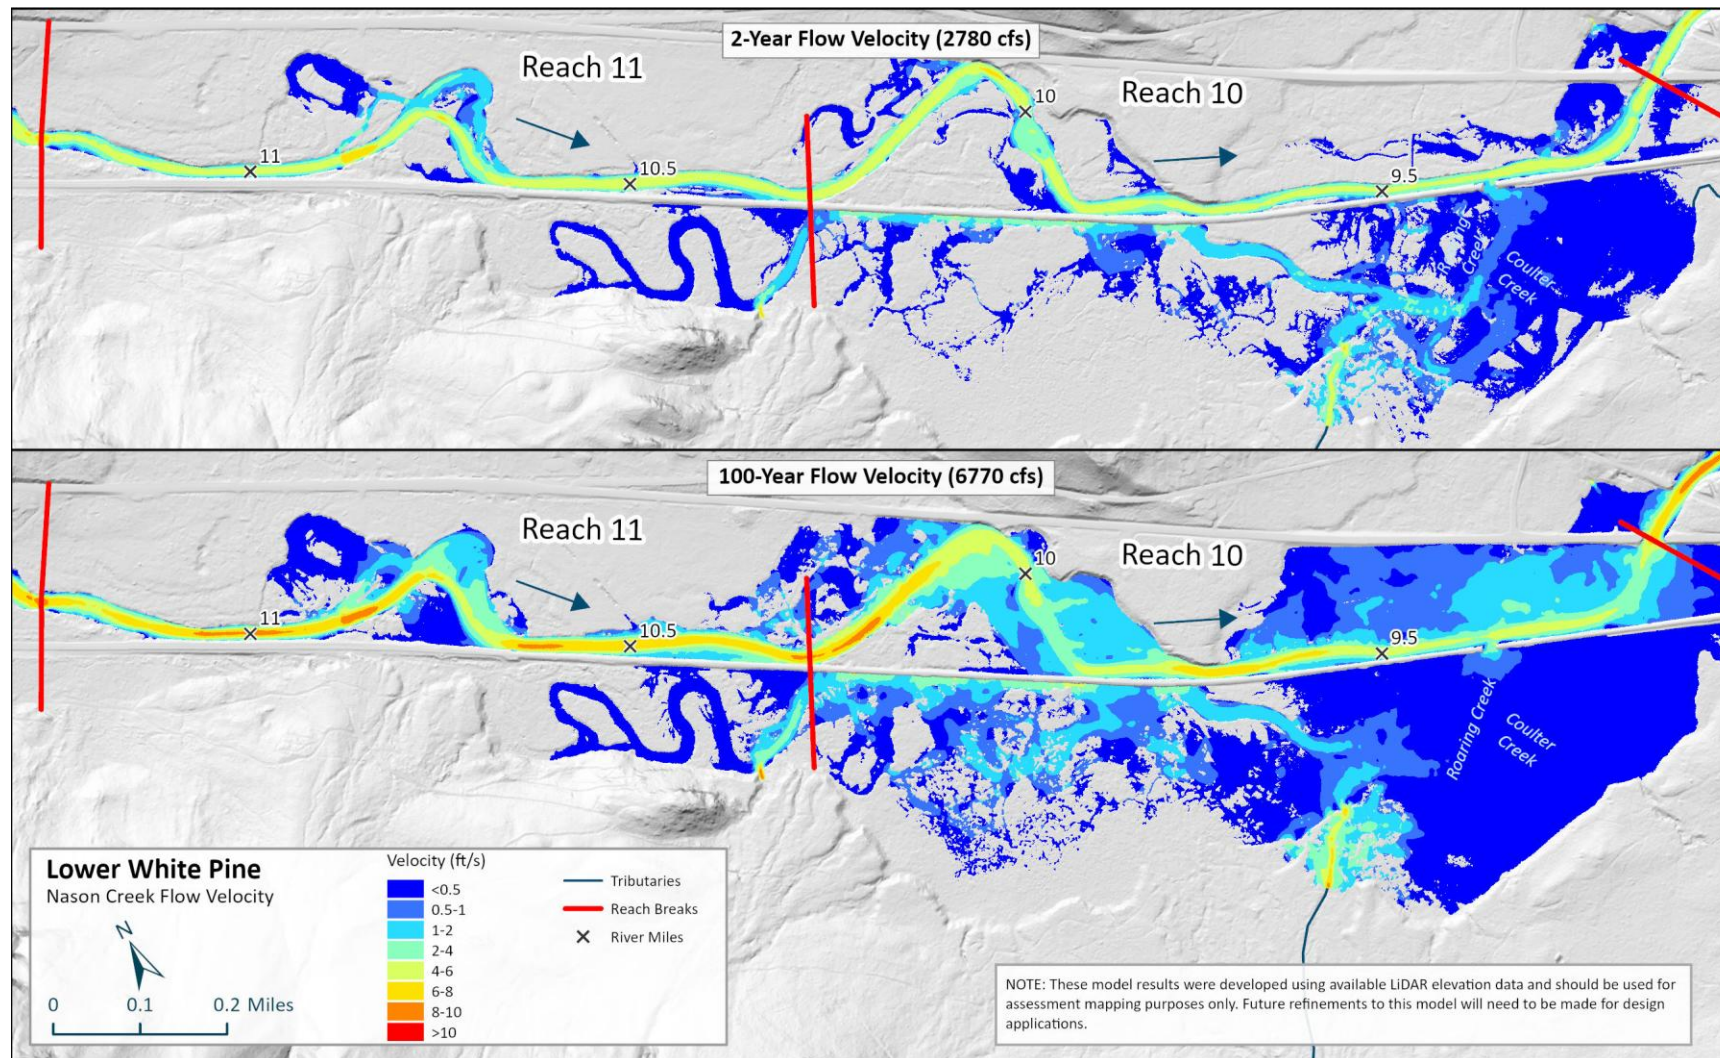 2-Year Flow Velocity (2780 cfs)
Reach 11
Reach 10
10
11
10.5
9.5
Roaring
Creek
Coulter
Creek
100-Year Flow Velocity (6770 cfs)
Reach 11
Reach 10
10
11
10.5
9.5
Roaring Creek
Coulter
Creek
Lower White Pine
Nason Creek Flow Velocity
N
0 0.1 0.2 Miles
Velocity (ft/s)
<0.5
0.5-1
1-2
2-4
4-6
6-8
8-10
>10
Tributaries
Reach Breaks
River Miles
NOTE: These model results were developed using available LiDAR elevation data and should be used for
assessment mapping purposes only. Future refinements to this model will need to be made for design
applications.